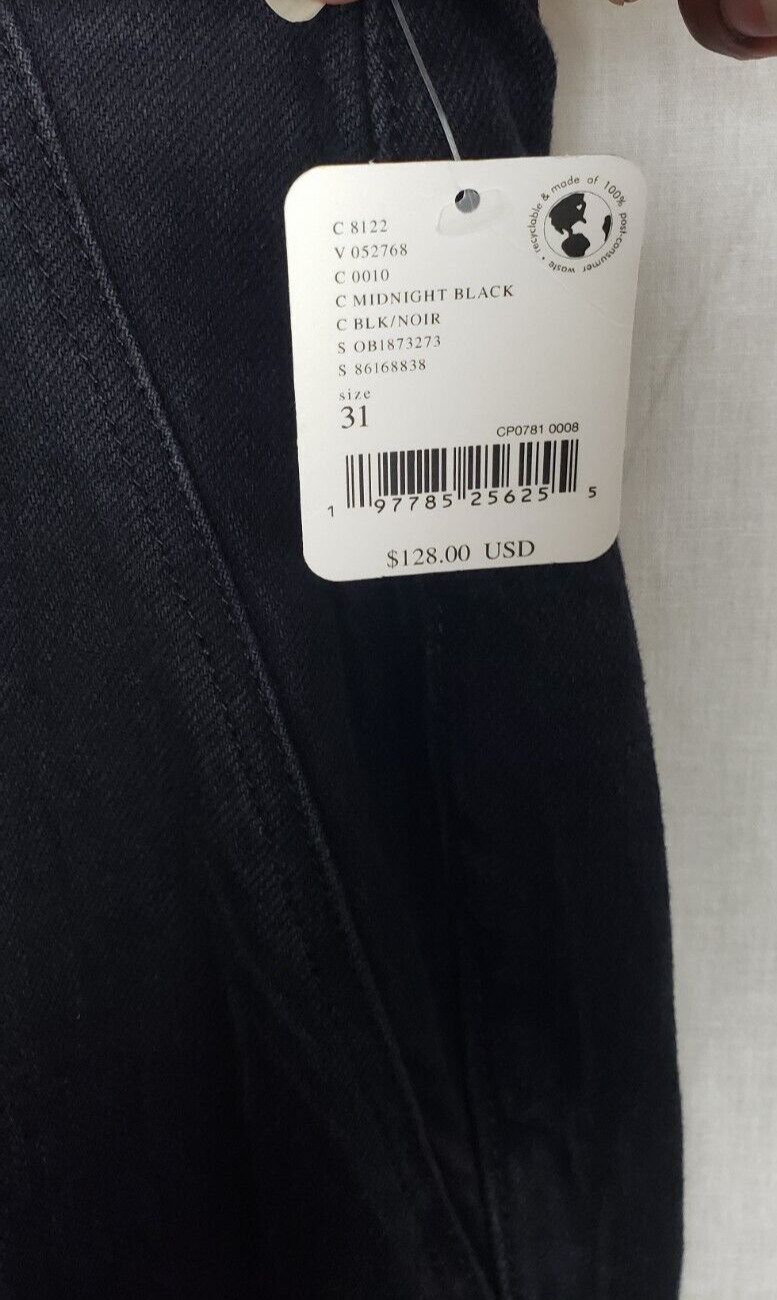 C 8122
V 052768
C 0010
C MIDNIGHT BLACK
C BLK/NOIR
S OB1873273
S 86168838
size
31
CP0781 0008
1 97785 25625 5
$128.00 USD
recyclable & made of 100% post-consumer waste •